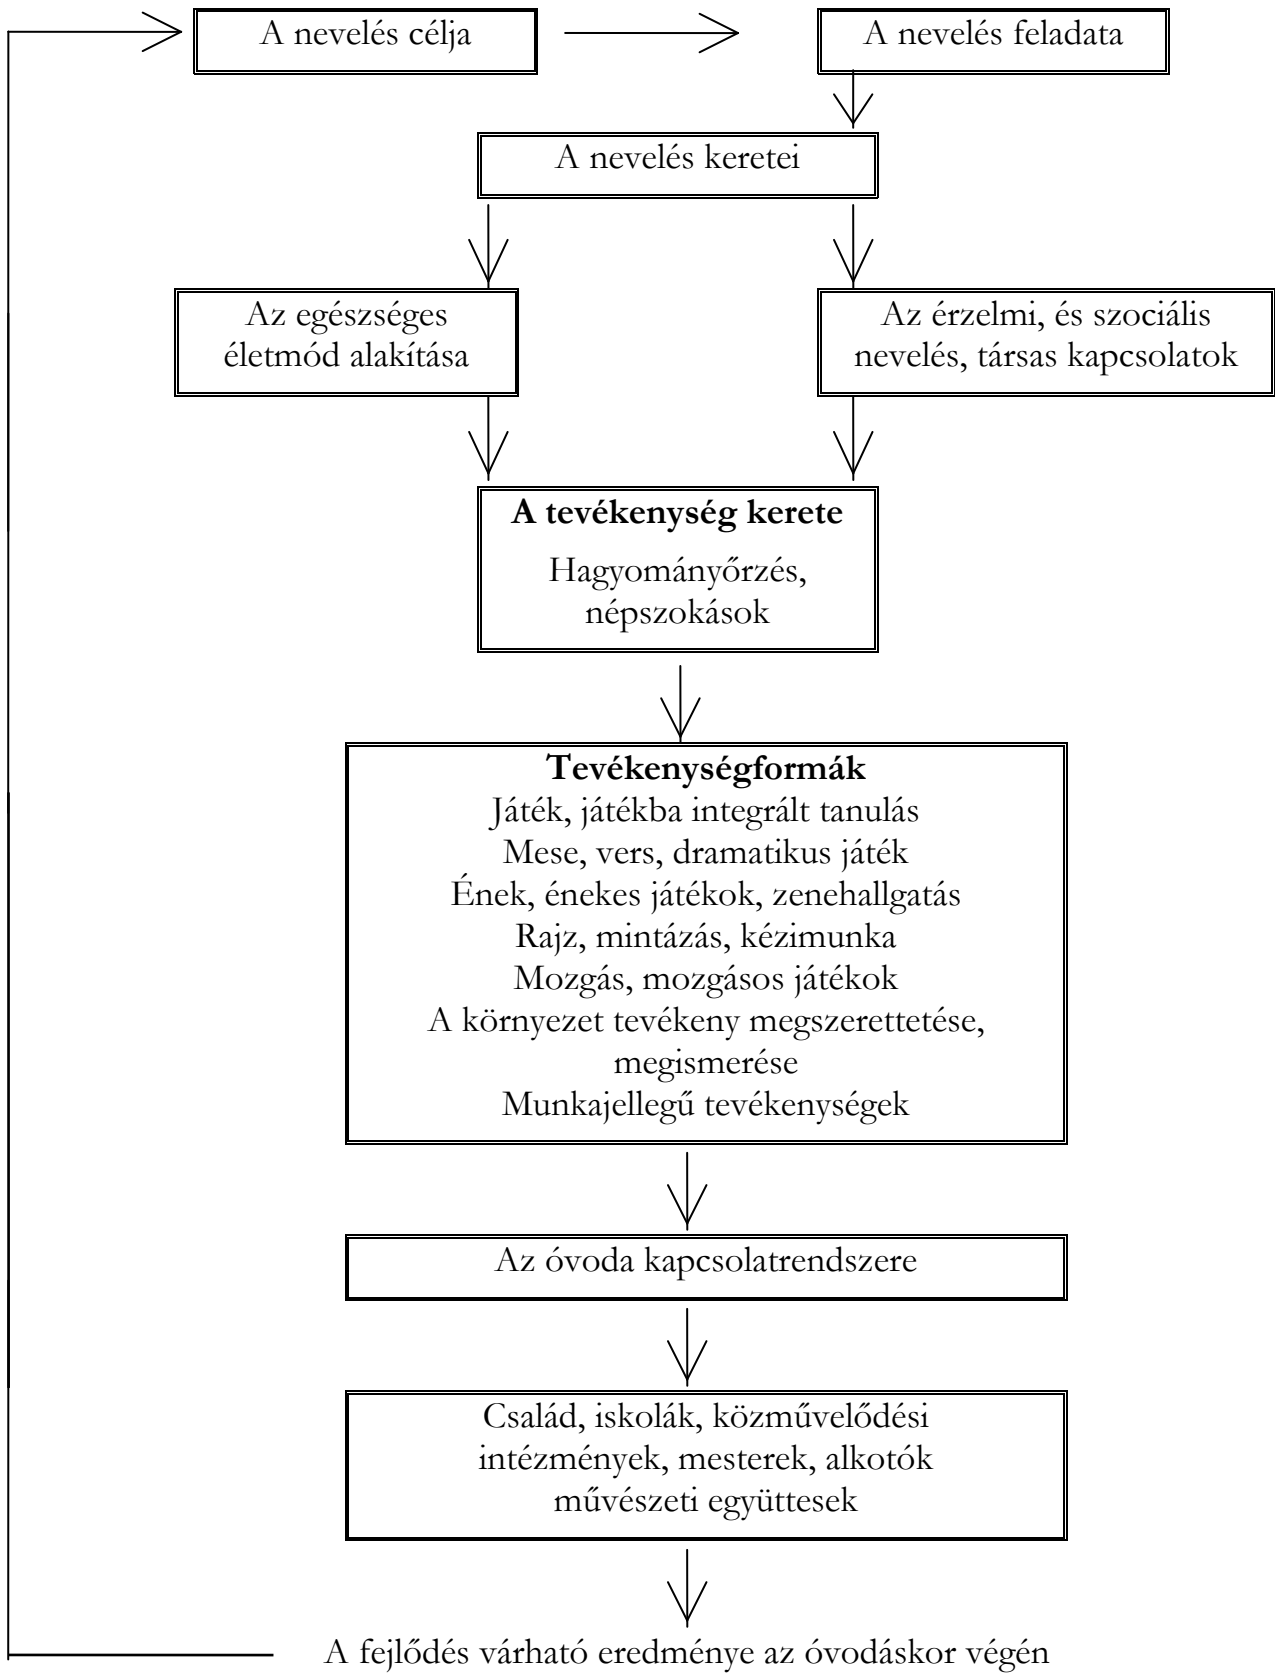 A nevelés célja
A nevelés feladata
A nevelés keretei
Az egészséges
életmód alakítása
Az érzelmi, és szociális
nevelés, társas kapcsolatok
A tevékenység kerete
Hagyományőrzés,
népszokások
Tevékenységformák
Játék, játékba integrált tanulás
Mese, vers, dramatikus játék
Ének, énekes játékok, zenehallgatás
Rajz, mintázás, kézimunka
Mozgás, mozgásos játékok
A környezet tevékeny megszerettetése,
megismerése
Munkajellegű tevékenységek
Az óvoda kapcsolatrendszere
Család, iskolák, közművelődési
intézmények, mesterek, alkotók
művészeti együttesek
A fejlődés várható eredménye az óvodáskor végén